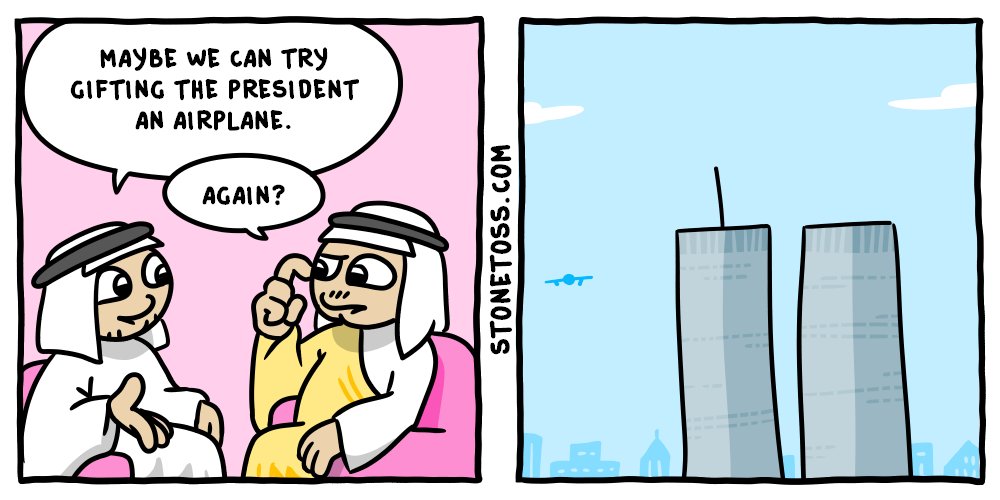 MAYBE WE CAN TRY
GIFTING THE PRESIDENT
AN AIRPLANE.
AGAIN?
STONETOSS.COM